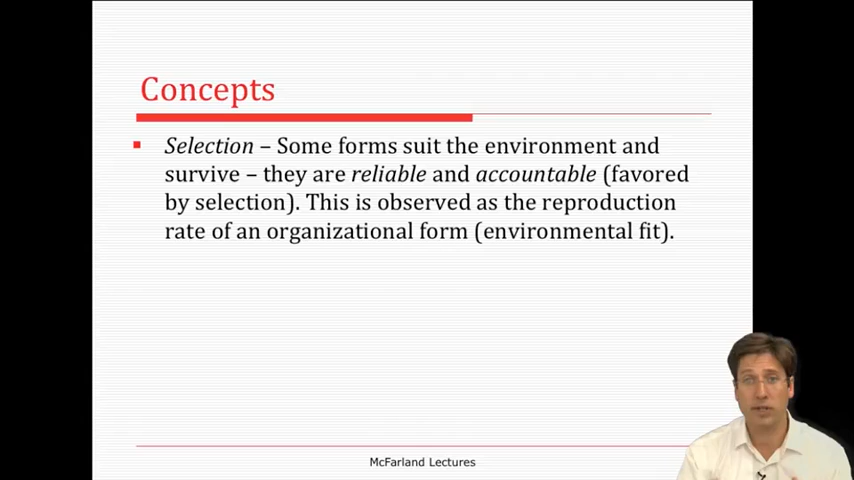 Concepts
Selection – Some forms suit the environment and
survive – they are reliable and accountable (favored
by selection). This is observed as the reproduction
rate of an organizational form (environmental fit).
McFarland Lectures